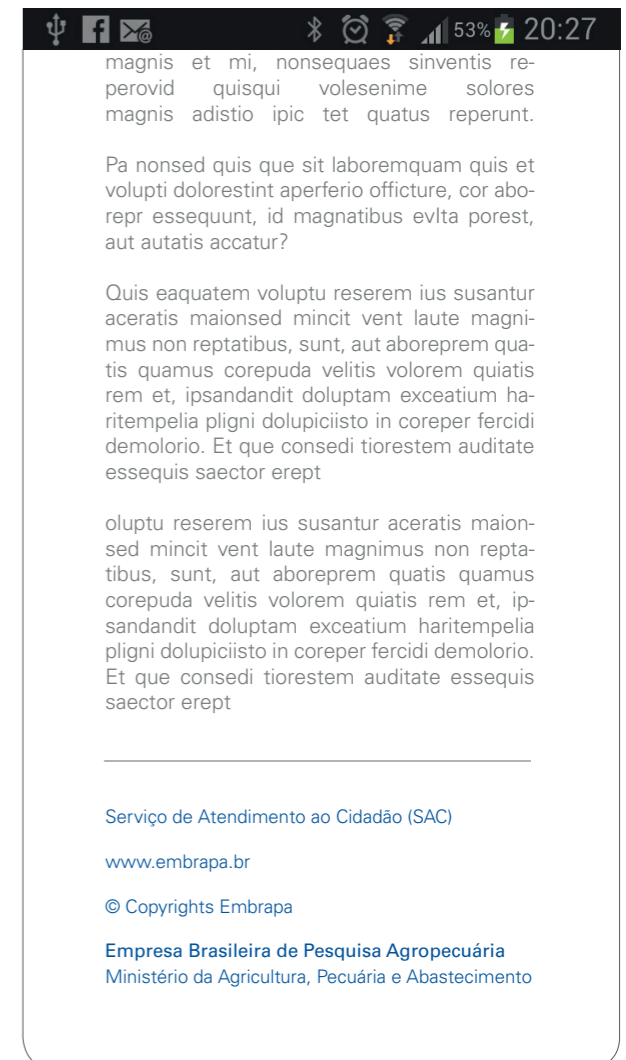 53% 20:27
magnis et mi, nonsequaes sinventis re-
perovid quisqui volesenime solores
magnis adistio ipic tet quatus reperunt.
Pa nonsed quis que sit laboremquam quis et
volupti dolorestint aperferio officture, cor abo-
repr essequunt, id magnatibus evIta porest,
aut autatis accatur?
Quis eaquatem voluptu reserem ius susantur
aceratis maionsed mincit vent laute magni-
mus non reptatibus, sunt, aut aboreprem qua-
tis quamus corepuda velitis volorem quiatis
rem et, ipsandandit doluptam exceatium ha-
ritempelia pligni dolupiciisto in coreper fercidi
demolorio. Et que consedi tiorestem auditate
essequis saector erept
oluptu reserem ius susantur aceratis maion-
sed mincit vent laute magnimus non repta-
tibus, sunt, aut aboreprem quatis quamus
corepuda velitis volorem quiatis rem et, ip-
sandandit doluptam exceatium haritempelia
pligni dolupiciisto in coreper fercidi demolorio.
Et que consedi tiorestem auditate essequis
saector erept
Serviço de Atendimento ao Cidadão (SAC)
www.embrapa.br
© Copyrights Embrapa
Empresa Brasileira de Pesquisa Agropecuária
Ministério da Agricultura, Pecuária e Abastecimento